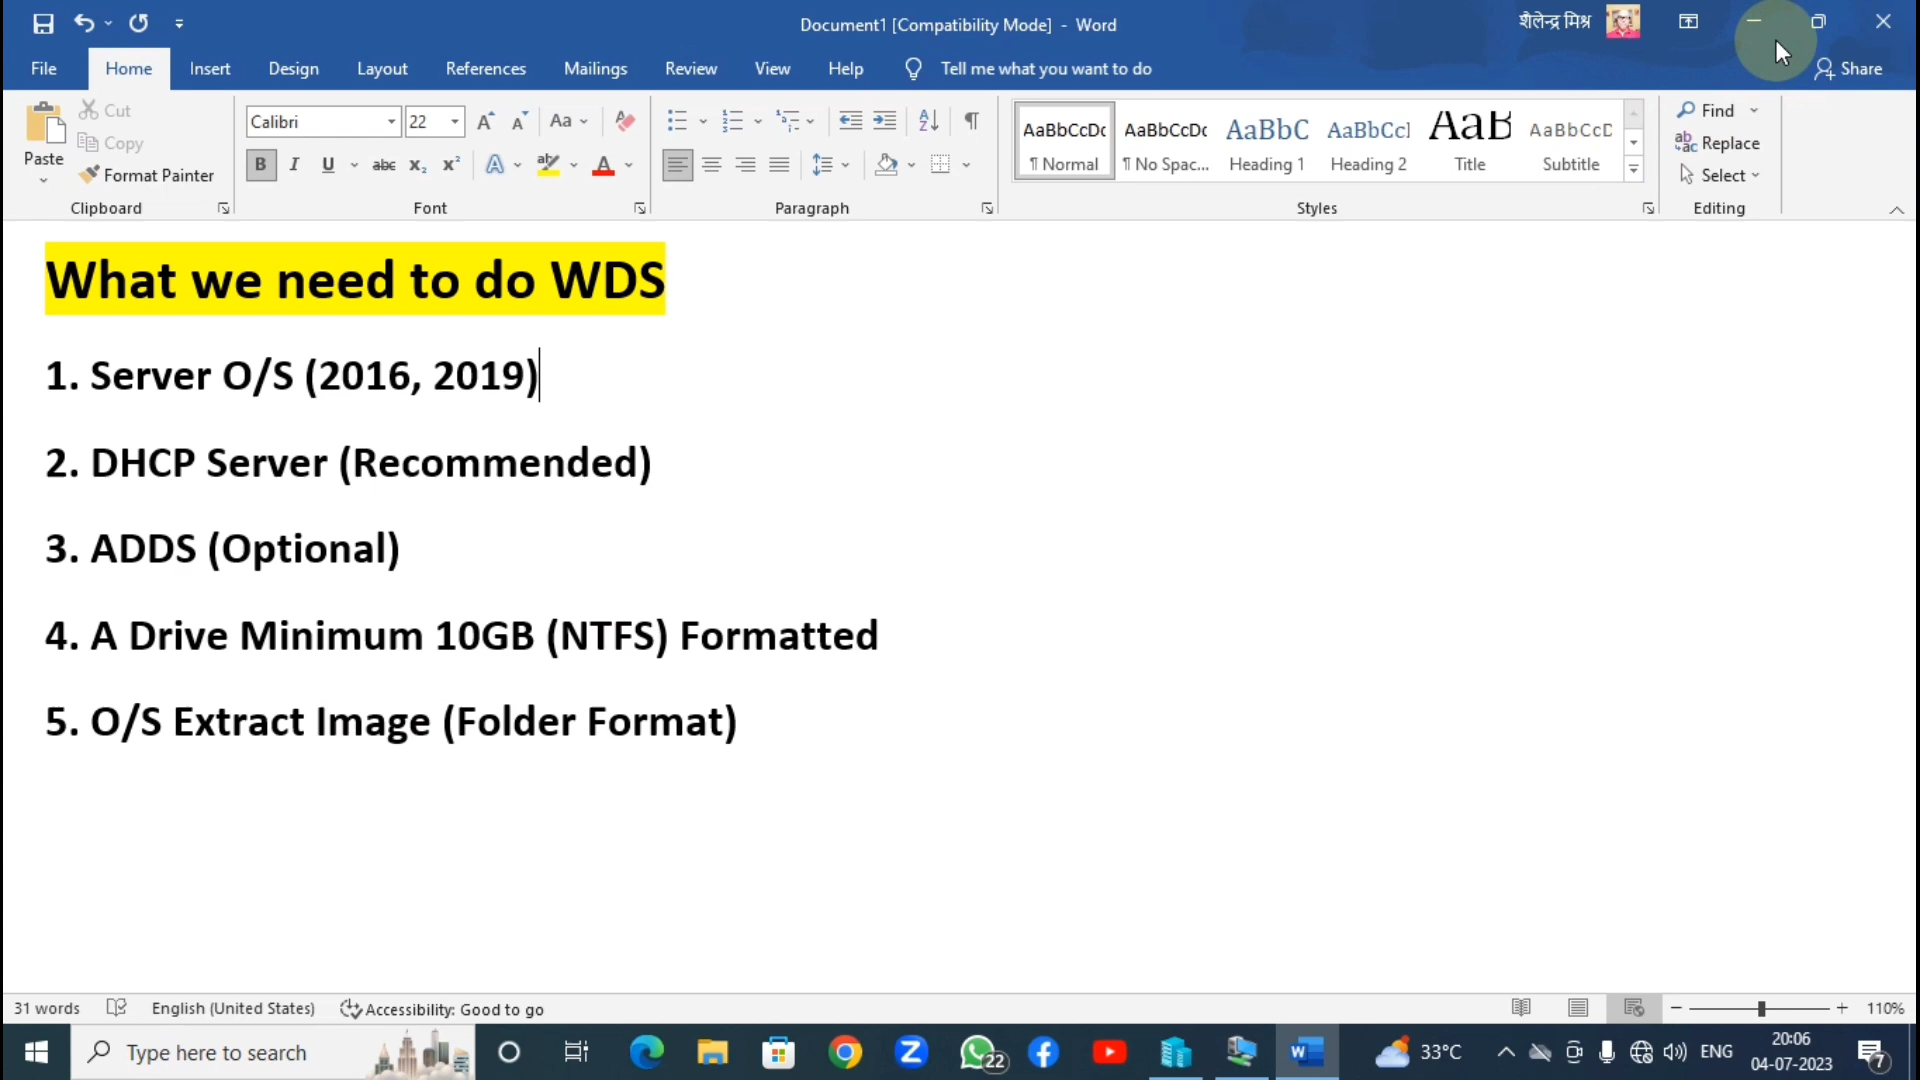 Document1 [Compatibility Mode] - Word
शैलेन्द्र मिश्र
File Home Insert Design Layout References Mailings Review View Help Tell me what you want to do Share
Paste
Cut
Copy
Format Painter
Clipboard
Calibri 22
Font
Paragraph
AaBbCcDc AaBbCcDc AaBbC AaBbCc AaB AaBbCcD
¶ Normal ¶ No Spac... Heading 1 Heading 2 Title Subtitle
Styles
Find
Replace
Select
Editing
What we need to do WDS
1. Server O/S (2016, 2019)
2. DHCP Server (Recommended)
3. ADDS (Optional)
4. A Drive Minimum 10GB (NTFS) Formatted
5. O/S Extract Image (Folder Format)
31 words English (United States) Accessibility: Good to go 110%
Type here to search
22
33°C
ENG
20:06
04-07-2023
7